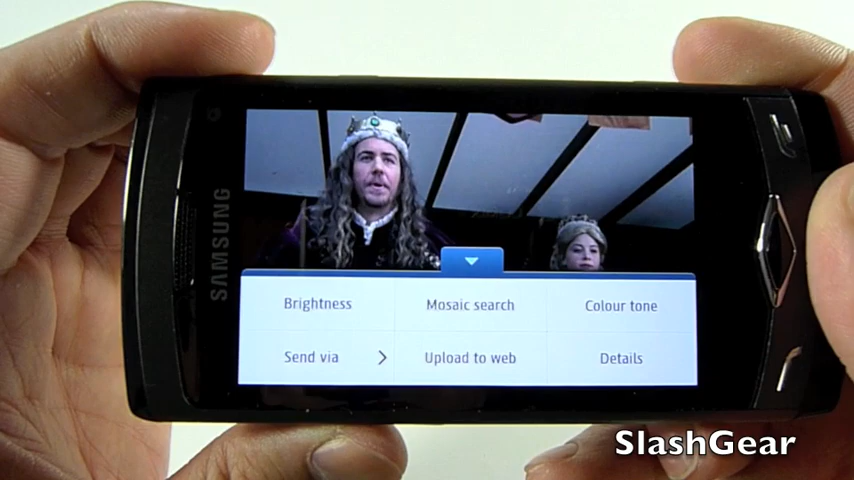 SAMSUNG
Brightness
Mosaic search
Colour tone
Send via
Upload to web
Details
SlashGear